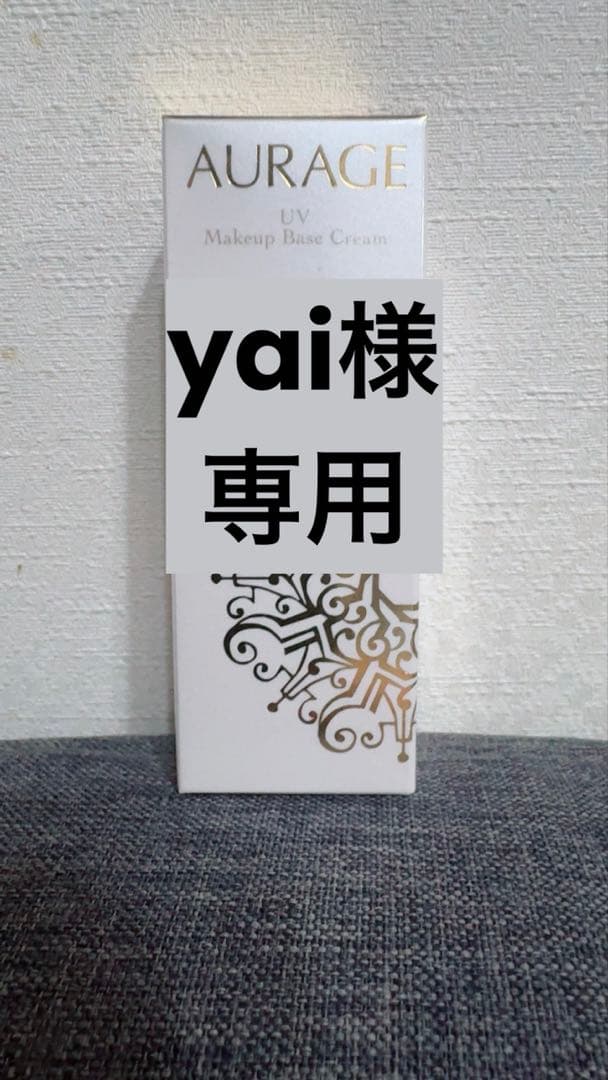 AURAGE
UV
Makeup Base Cream
yai様
専用